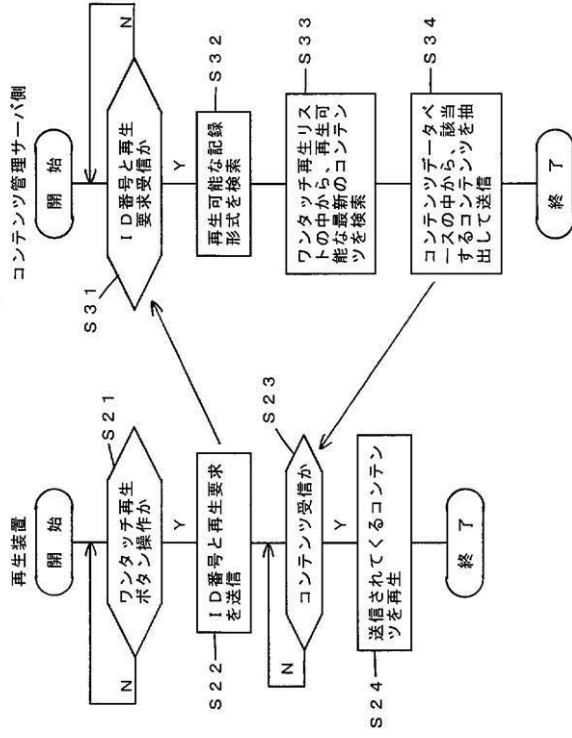 再生装置
開始
ワンタッチ再生
ボタン操作か
S21
N
Y
ID番号と再生要求
を送信
S22
コンテンツ受信か
S23
N
Y
送信されてくるコンテン
ツを再生
S24
終了
コンテンツ管理サーバ側
開始
ID番号と再生
要求受信か
S31
N
Y
再生可能な記録
形式を検索
S32
ワンタッチ再生リス
トの中から、再生可
能な最新のコンテン
ツを検索
S33
コンテンツデータベ
ースの中から、該当
するコンテンツを抽
出して送信
S34
終了